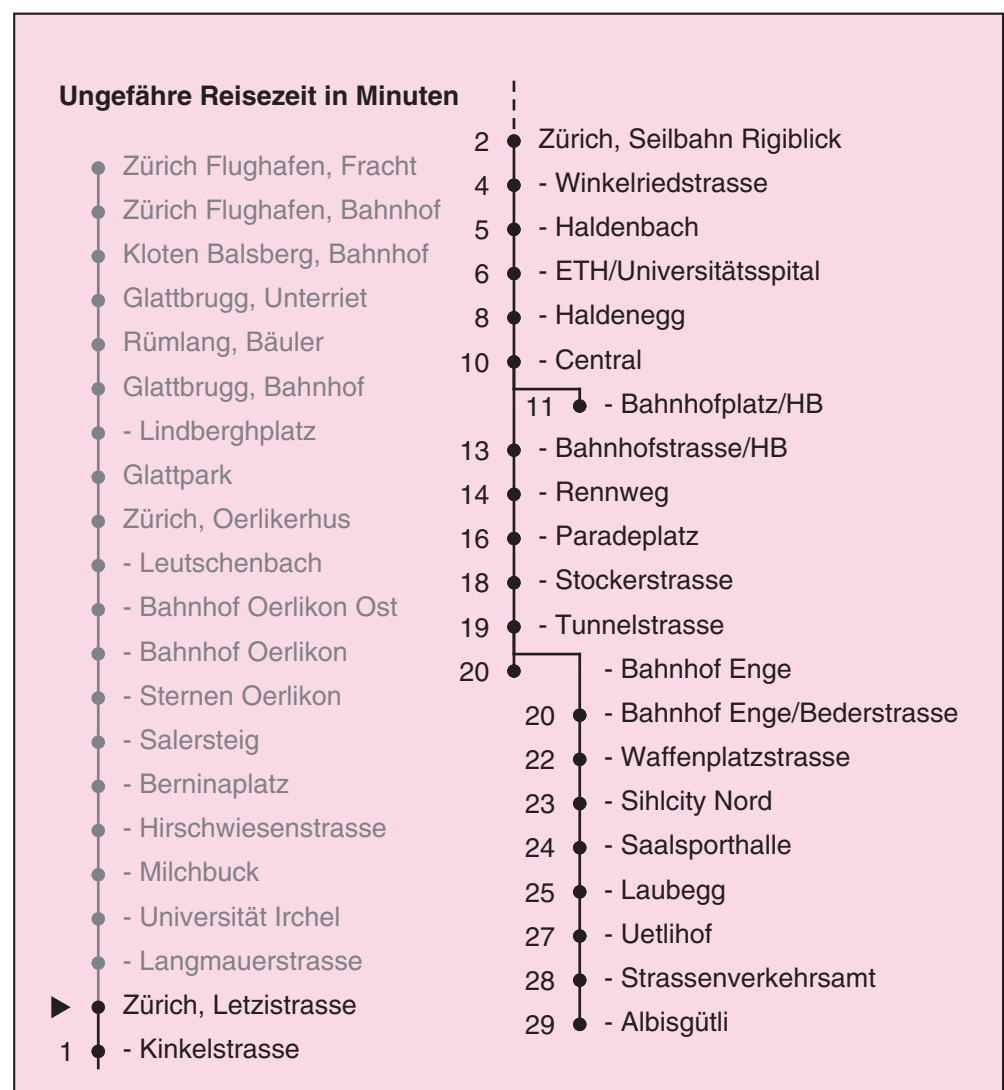 Ungefähre Reisezeit in Minuten
Zürich Flughafen, Fracht
Zürich Flughafen, Bahnhof
Kloten Balsberg, Bahnhof
Glattbrugg, Unterriet
Rümlang, Bäuler
Glattbrugg, Bahnhof
- Lindberghplatz
Glattpark
Zürich, Oerlikerhus
- Leutschenbach
- Bahnhof Oerlikon Ost
- Bahnhof Oerlikon
- Sternen Oerlikon
- Salersteig
- Berninaplatz
- Hirschwiesenstrasse
- Milchbuck
- Universität Irchel
- Langmauerstrasse
Zürich, Letzistrasse
1 - Kinkelstrasse
2 Zürich, Seilbahn Rigiblick
4 - Winkelriedstrasse
5 - Haldenbach
6 - ETH/Universitätsspital
8 - Haldenegg
10 - Central
11 - Bahnhofplatz/HB
13 - Bahnhofstrasse/HB
14 - Rennweg
16 - Paradeplatz
18 - Stockerstrasse
19 - Tunnelstrasse
20 - Bahnhof Enge
20 - Bahnhof Enge/Bederstrasse
22 - Waffenplatzstrasse
23 - Sihlcity Nord
24 - Saalsporthalle
25 - Laubegg
27 - Uetlihof
28 - Strassenverkehrsamt
29 - Albisgütli